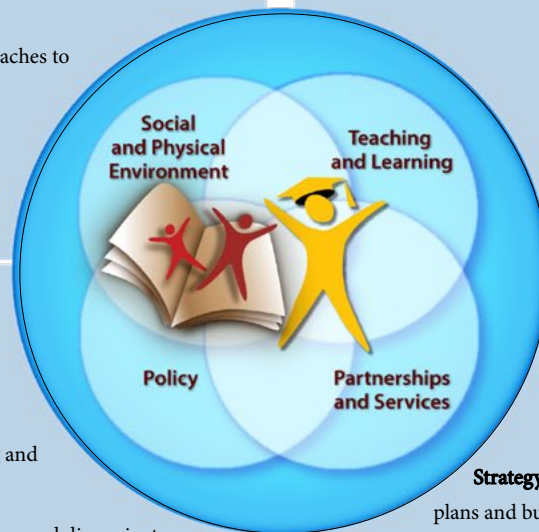 aches to
Social
and Physical
Environment
Teaching
and Learning
Policy
Partnerships
and Services
and
Strategy
plans and bu